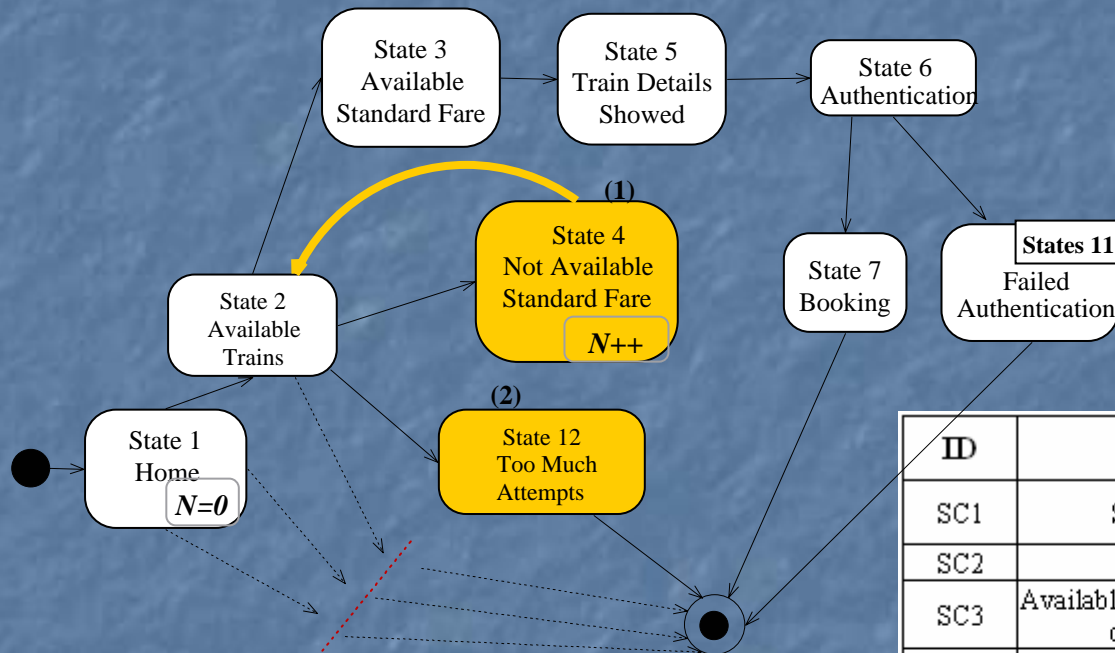 State 3
Available
Standard Fare
State 5
Train Details
Showed
State 6
Authentication
(1)
State 4
Not Available
Standard Fare
N++
State 2
Available
Trains
State 7
Booking
States 11
Failed
Authentication
(2)
State 12
Too Much
Attempts
State 1
Home
N=0
ID
SC1
SC2
SC3